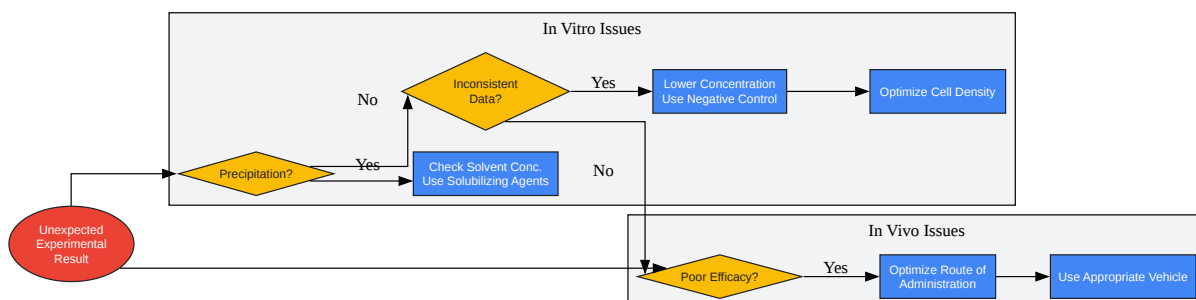 In Vitro Issues
Inconsistent
Data?
Yes
Lower Concentration
Use Negative Control
Optimize Cell Density
No
Precipitation?
Yes
Check Solvent Conc.
Use Solubilizing Agents
No
Unexpected
Experimental
Result
In Vivo Issues
Poor Efficacy?
Yes
Optimize Route of
Administration
Use Appropriate Vehicle